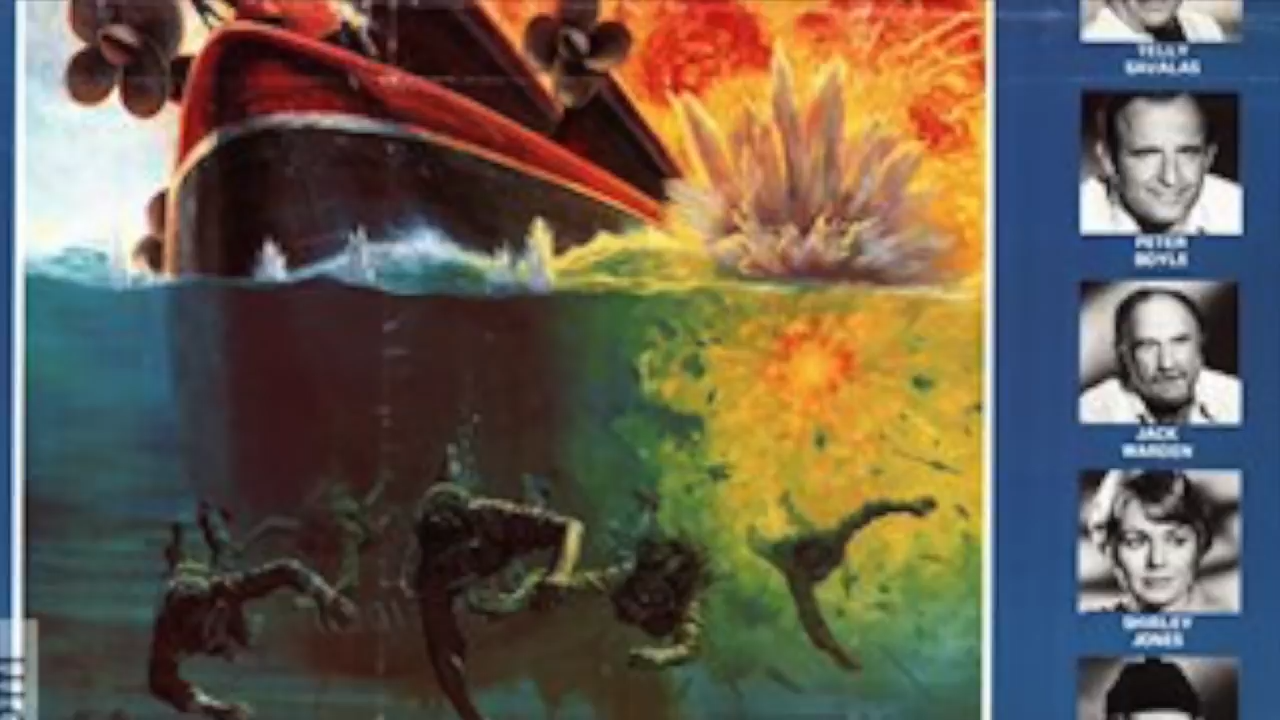 TELLY
SAVALAS
PETER
BOYLE
JACK
WARDEN
SHIRLEY
JONES